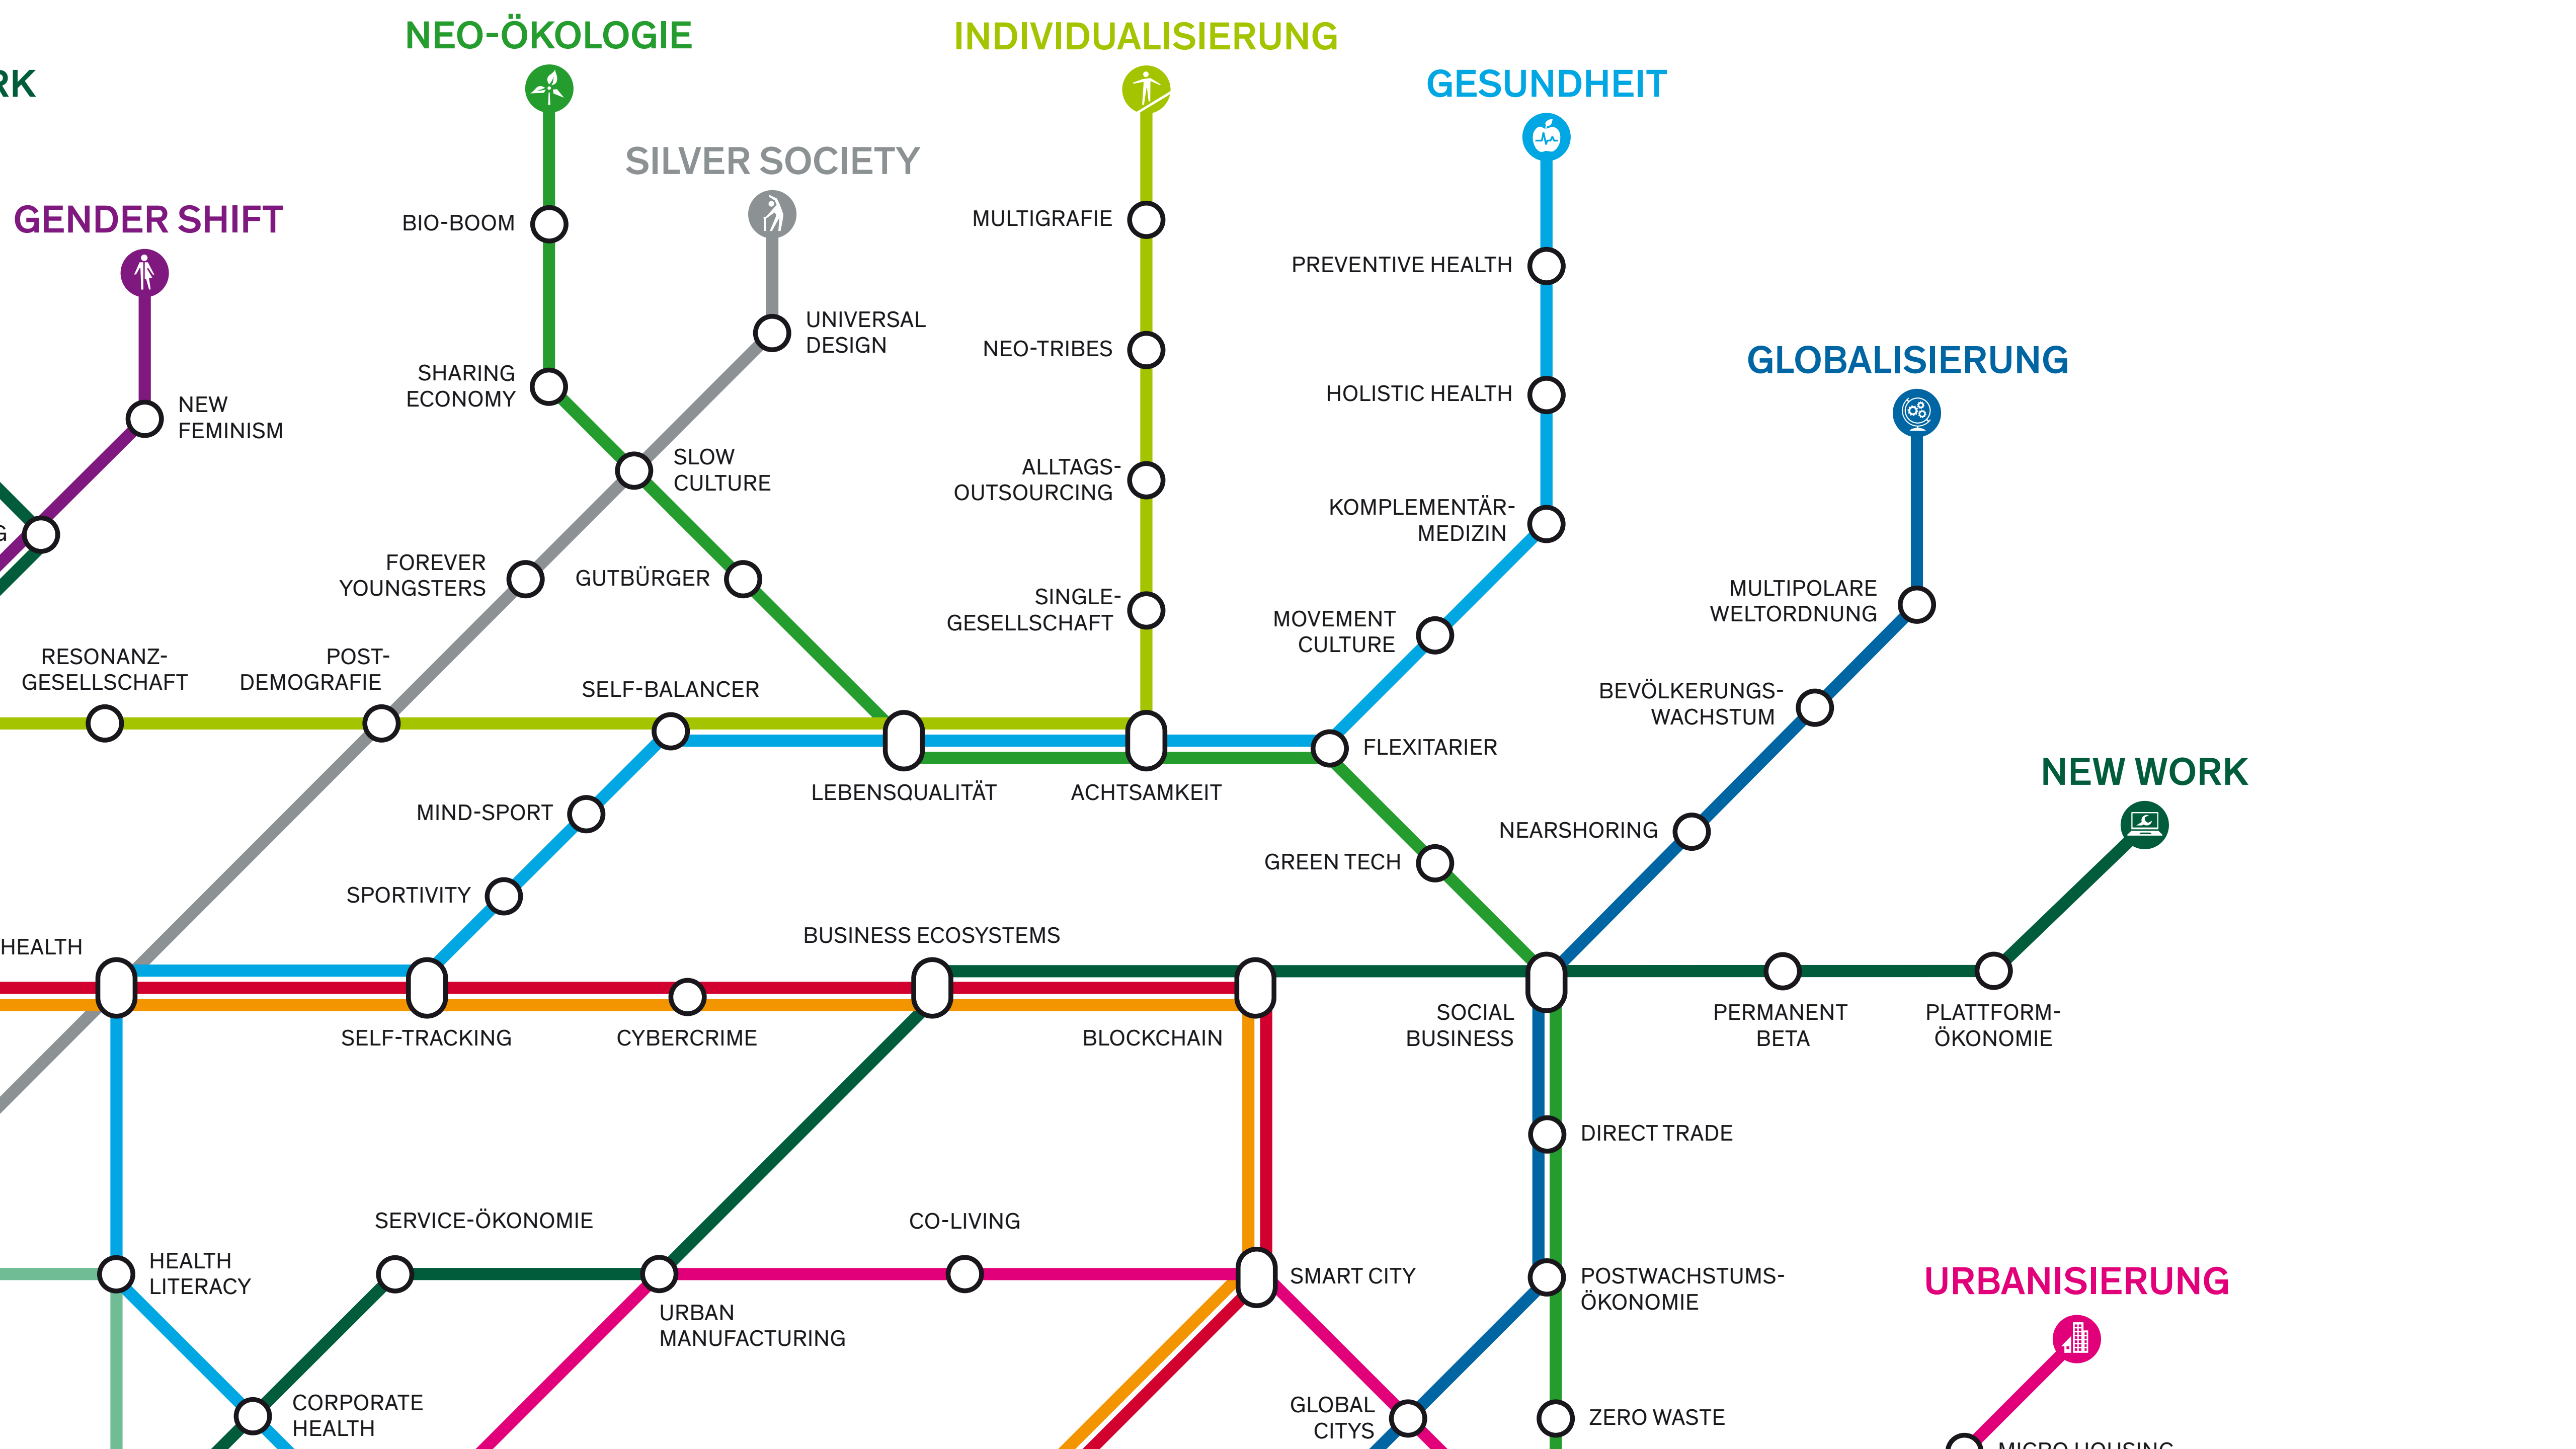 NEO-ÖKOLOGIE
INDIVIDUALISIERUNG
RK
GESUNDHEIT
SILVER SOCIETY
GENDER SHIFT
BIO-BOOM
MULTIGRAFIE
PREVENTIVE HEALTH
UNIVERSAL
DESIGN
NEO-TRIBES
GLOBALISIERUNG
SHARING
ECONOMY
HOLISTIC HEALTH
NEW
FEMINISM
SLOW
CULTURE
ALLTAGS-
OUTSOURCING
KOMPLEMENTÄR-
MEDIZIN
G
FOREVER
YOUNGSTERS
GUTBÜRGER
SINGLE-
GESELLSCHAFT
MULTIPOLARE
WELTORDNUNG
MOVEMENT
CULTURE
RESONANZ-
GESELLSCHAFT
POST-
DEMOGRAFIE
SELF-BALANCER
BEVÖLKERUNGS-
WACHSTUM
FLEXITARIER
NEW WORK
LEBENSQUALITÄT
ACHTSAMKEIT
MIND-SPORT
NEARSHORING
GREEN TECH
SPORTIVITY
HEALTH
BUSINESS ECOSYSTEMS
SELF-TRACKING
CYBERCRIME
BLOCKCHAIN
SOCIAL
BUSINESS
PERMANENT
BETA
PLATTFORM-
ÖKONOMIE
DIRECT TRADE
SERVICE-ÖKONOMIE
CO-LIVING
HEALTH
LITERACY
SMART CITY
POSTWACHSTUMS-
ÖKONOMIE
URBANISIERUNG
URBAN
MANUFACTURING
CORPORATE
HEALTH
GLOBAL
CITYS
ZERO WASTE
MICRO HOUSING